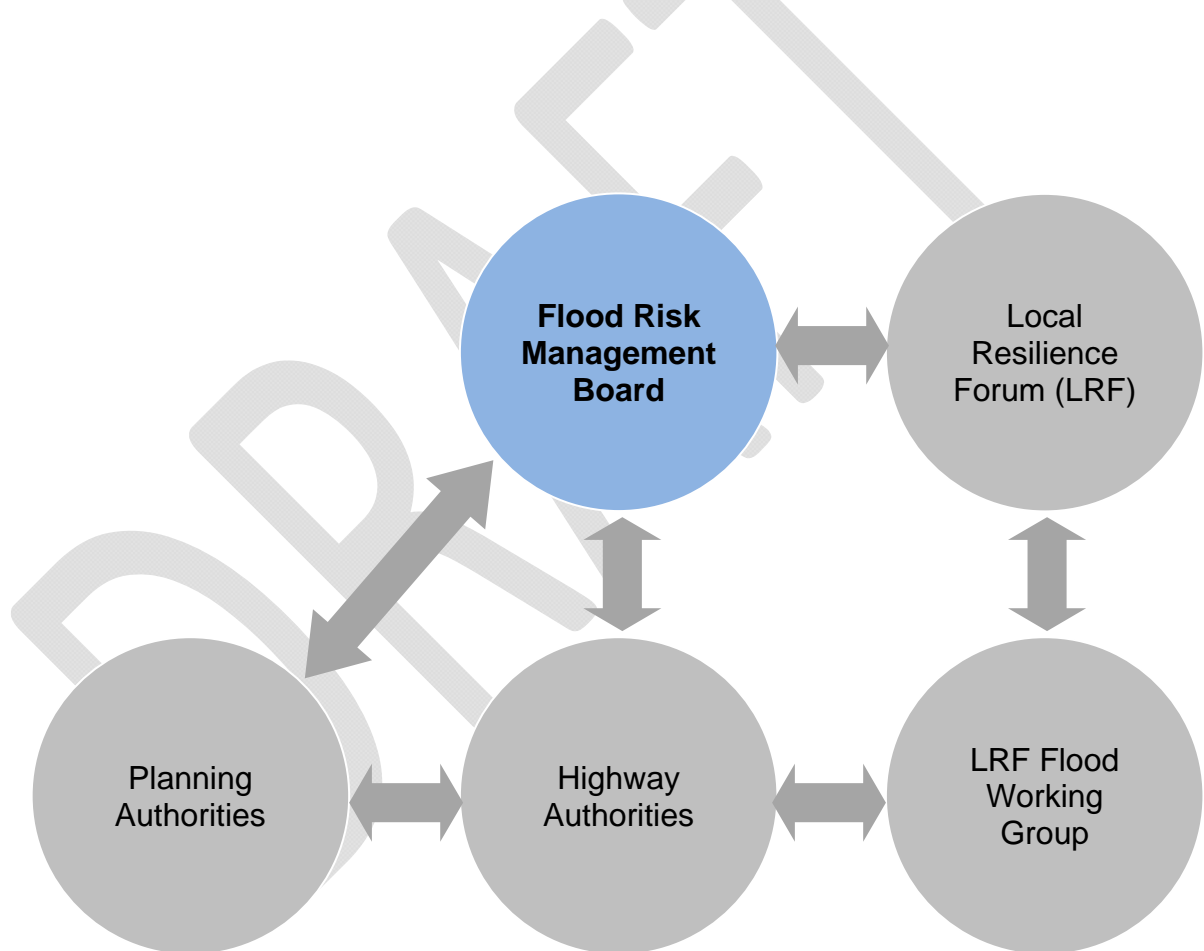 DRAFT
Flood Risk
Management
Board
Local
Resilience
Forum (LRF)
Planning
Authorities
Highway
Authorities
LRF Flood
Working
Group